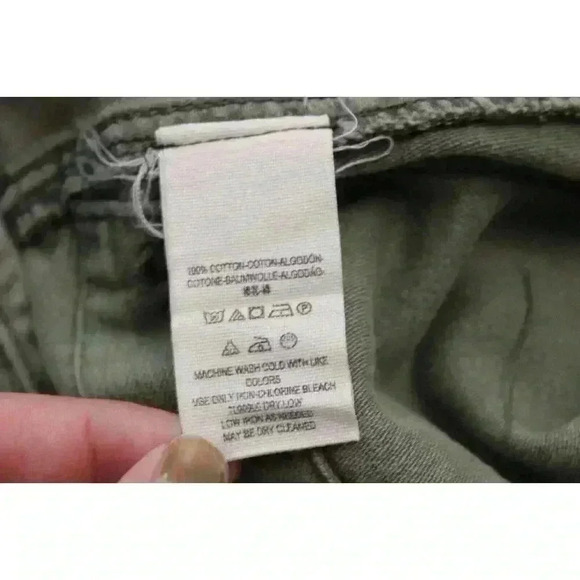 100% COTTON-COTON-ALGODÓN-
COTONE-BAUMWOLLE-ALGODÃO-
MACHINE WASH COLD WITH LIKE
COLORS
USE ONLY NON-CHLORINE BLEACH
TUMBLE DRY LOW
LOW IRON AS NEEDED
MAY BE DRY CLEANED